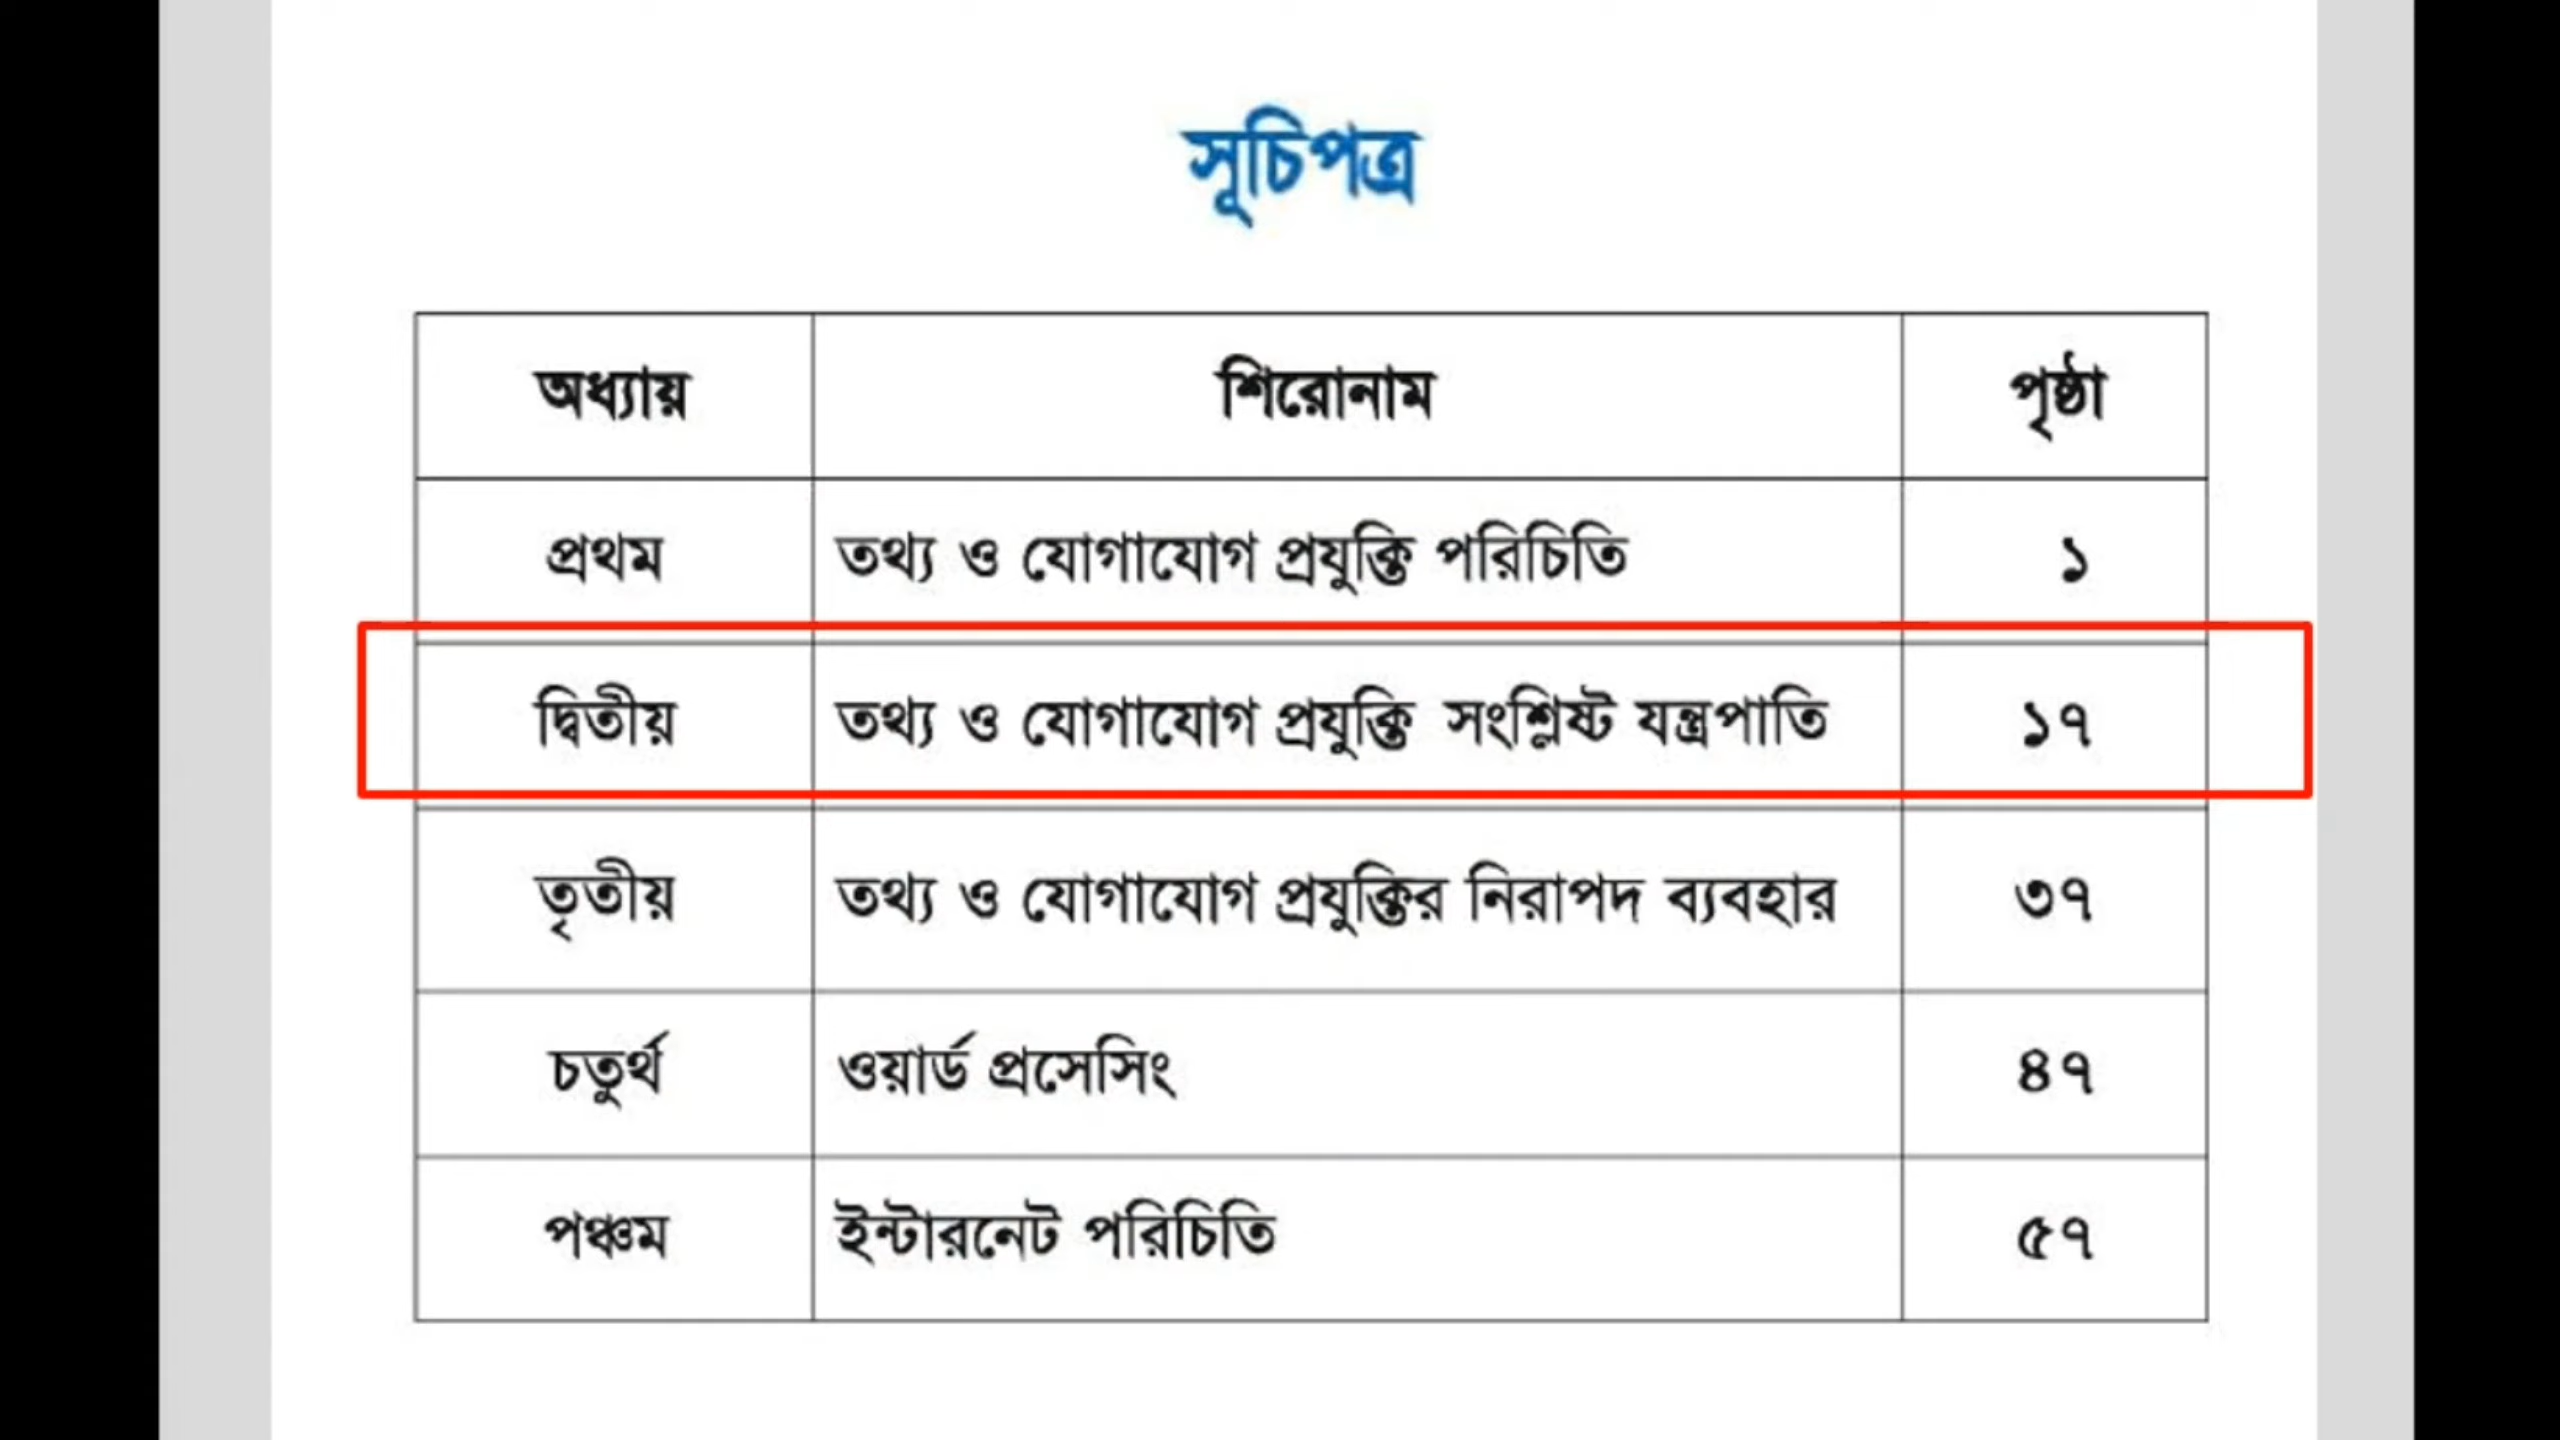 সূচিপত্র
অধ্যায় শিরোনাম পৃষ্ঠা
প্রথম তথ্য ও যোগাযোগ প্রযুক্তি পরিচিতি ১
দ্বিতীয় তথ্য ও যোগাযোগ প্রযুক্তি সংশ্লিষ্ট যন্ত্রপাতি ১৭
তৃতীয় তথ্য ও যোগাযোগ প্রযুক্তির নিরাপদ ব্যবহার ৩৭
চতুর্থ ওয়ার্ড প্রসেসিং ৪৭
পঞ্চম ইন্টারনেট পরিচিতি ৫৭